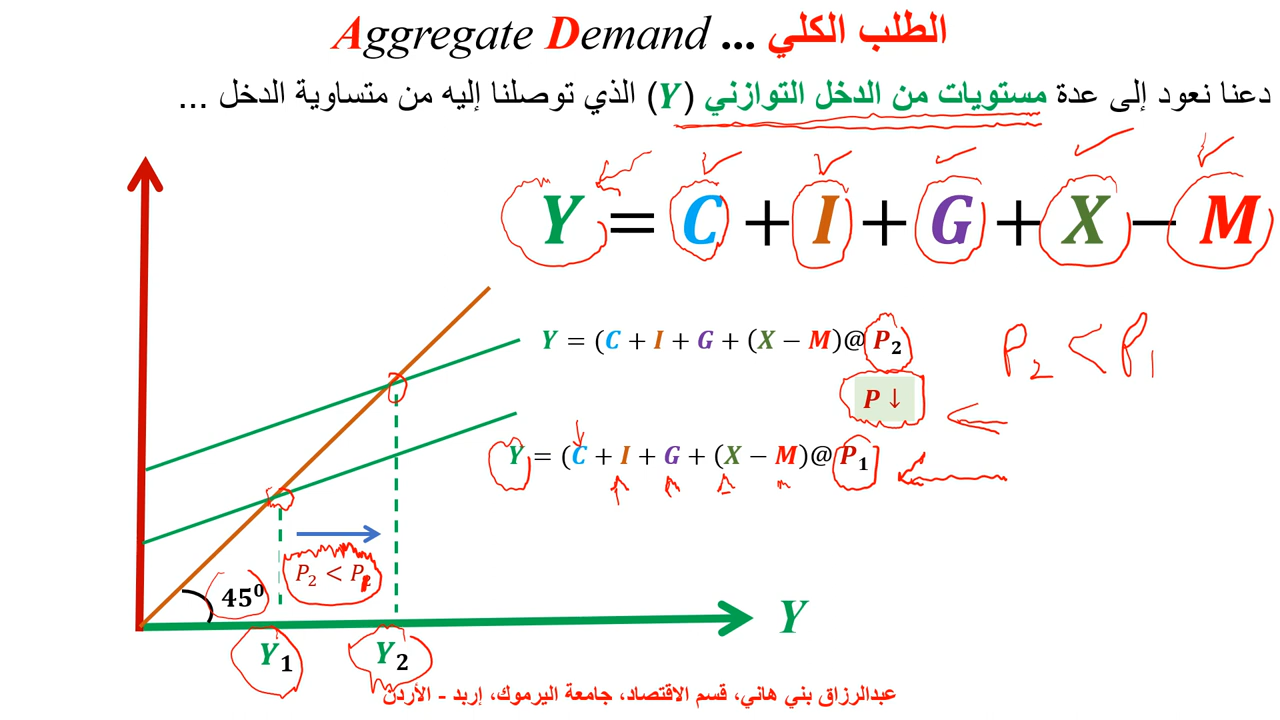 الطلب الكلي ... Aggregate Demand
دعنا نعود إلى عدة مستويات من الدخل التوازني (Y) الذي توصلنا إليه من متساوية الدخل ...
Y = C + I + G + X − M
Y = (C + I + G + (X − M)@ P₂
P₂ < P₁
P ↓
Y = (C + I + G + (X − M)@ P₁
P₂ < P₁
45⁰
Y
Y₁
Y₂
عبدالرزاق بني هاني، قسم الاقتصاد، جامعة اليرموك، إربد - الأردن